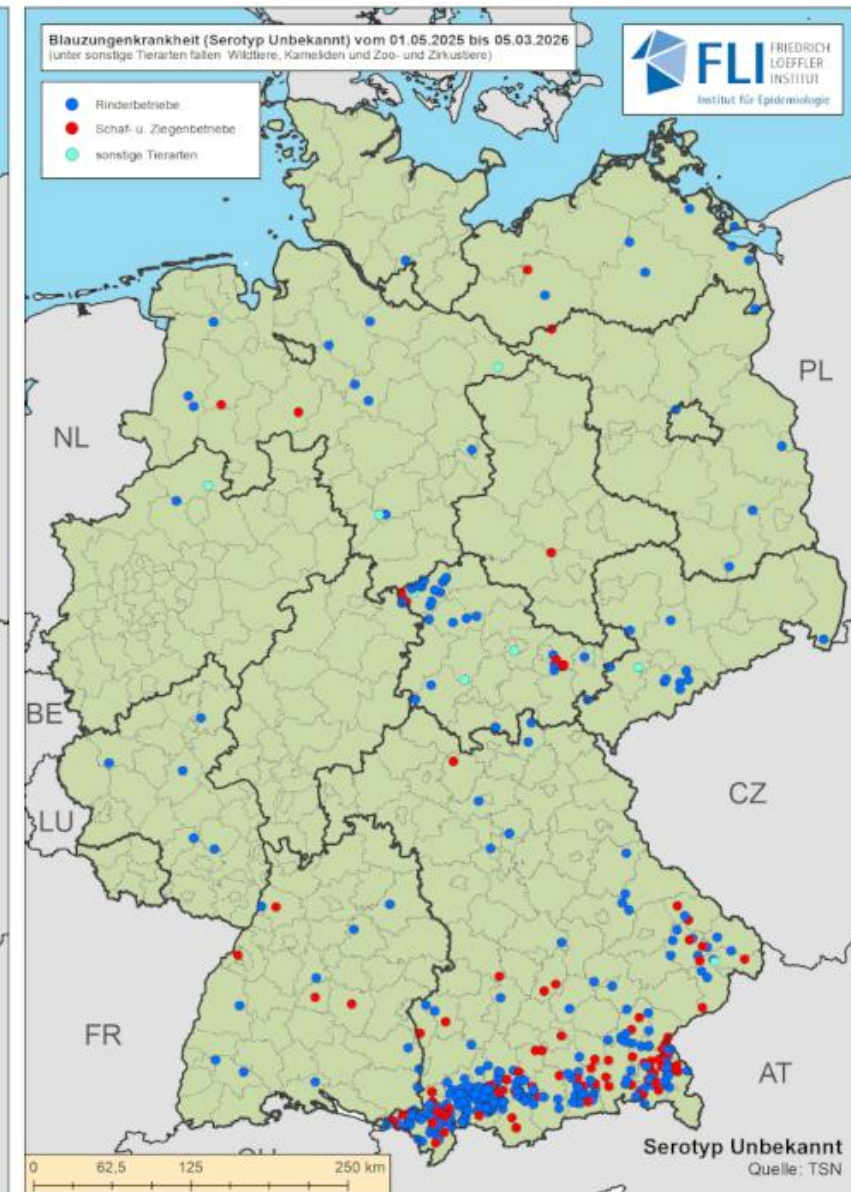 Blauzungenkrankheit (Serotyp Unbekannt) vom 01.05.2025 bis 05.03.2026
(unter sonstige Tierarten fallen Wildtiere, Kameliden und Zoo- und Zirkustiere)
FLI FRIEDRICH
LOEFFLER
INSTITUT
Institut für Epidemiologie
Rinderbetriebe
Schaf- u. Ziegenbetriebe
sonstige Tierarten
PL
NL
BE
LU
CZ
FR
AT
Serotyp Unbekannt
Quelle: TSN
0 62,5 125 250 km